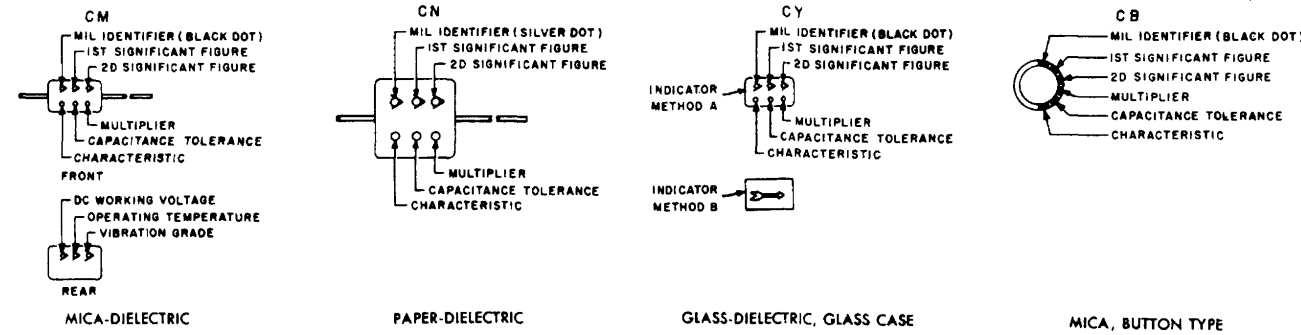 CM
MIL IDENTIFIER (BLACK DOT)
1ST SIGNIFICANT FIGURE
2D SIGNIFICANT FIGURE
MULTIPLIER
CAPACITANCE TOLERANCE
CHARACTERISTIC
FRONT
DC WORKING VOLTAGE
OPERATING TEMPERATURE
VIBRATION GRADE
REAR
MICA-DIELECTRIC
CN
MIL IDENTIFIER (SILVER DOT)
1ST SIGNIFICANT FIGURE
2D SIGNIFICANT FIGURE
MULTIPLIER
CAPACITANCE TOLERANCE
CHARACTERISTIC
PAPER-DIELECTRIC
CY
MIL IDENTIFIER (BLACK DOT)
1ST SIGNIFICANT FIGURE
2D SIGNIFICANT FIGURE
INDICATOR
METHOD A
MULTIPLIER
CAPACITANCE TOLERANCE
CHARACTERISTIC
INDICATOR
METHOD B
GLASS-DIELECTRIC, GLASS CASE
CB
MIL IDENTIFIER (BLACK DOT)
1ST SIGNIFICANT FIGURE
2D SIGNIFICANT FIGURE
MULTIPLIER
CAPACITANCE TOLERANCE
CHARACTERISTIC
MICA, BUTTON TYPE